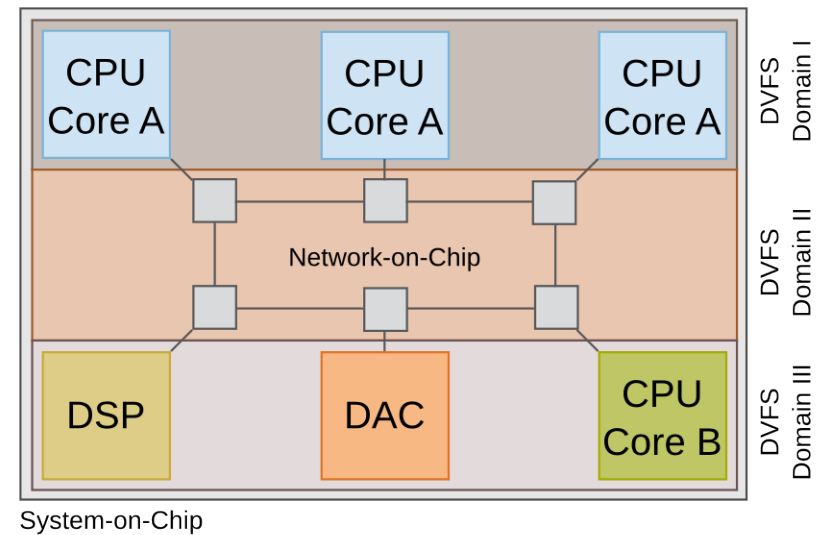 CPU
Core A
CPU
Core A
CPU
Core A
DVFS
Domain I
Network-on-Chip
DVFS
Domain II
DSP
DAC
CPU
Core B
DVFS
Domain III
System-on-Chip